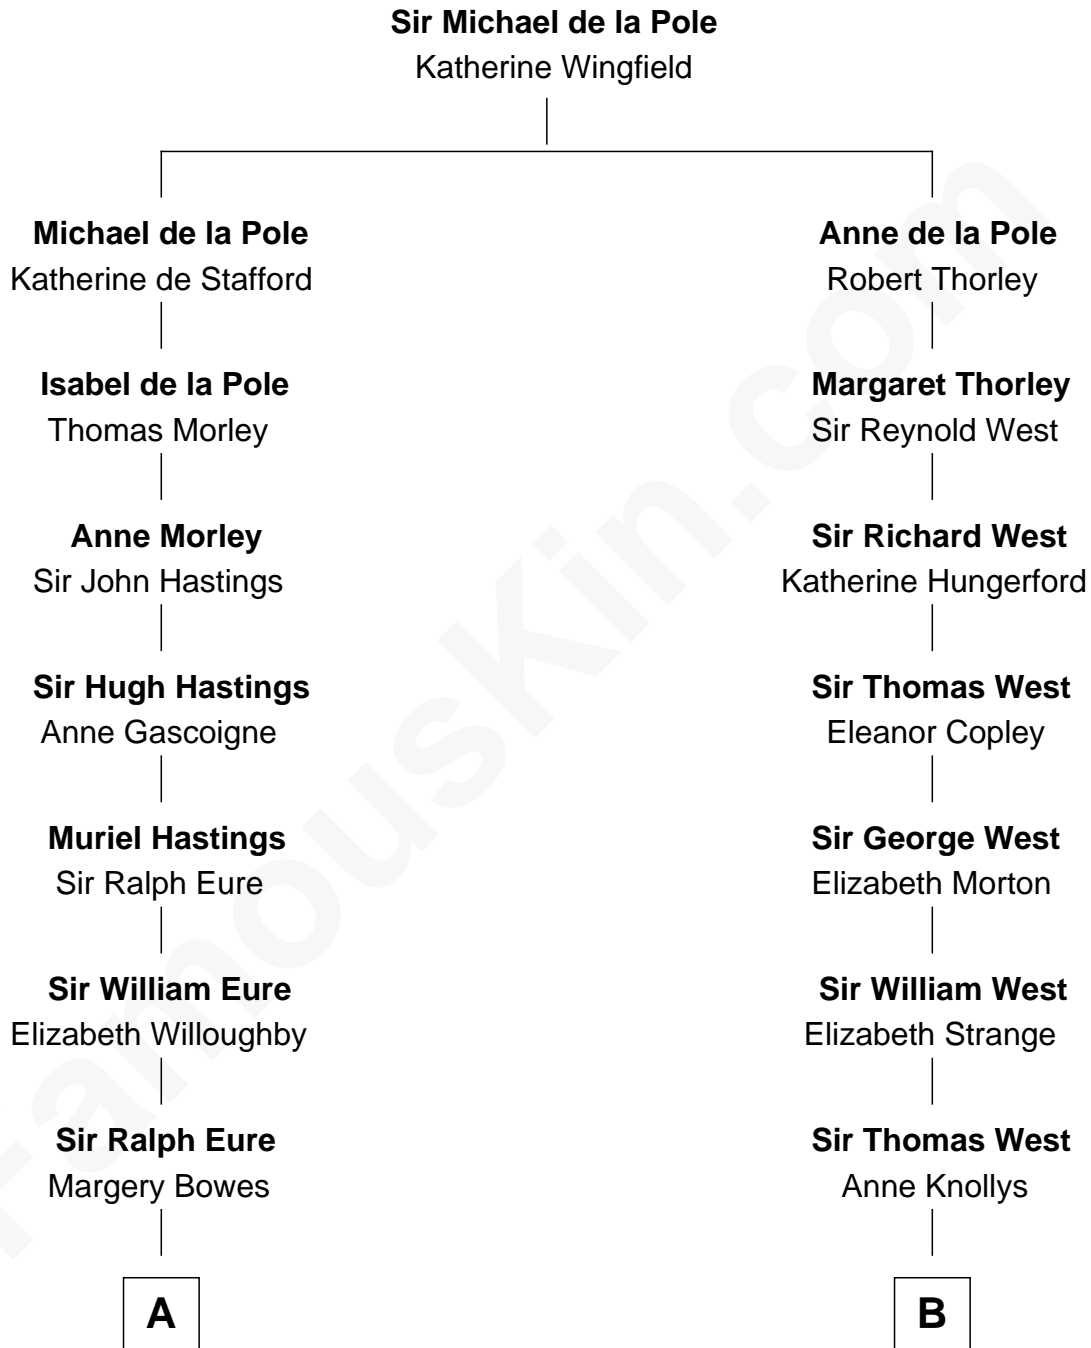 Sir Michael de la Pole
Katherine Wingfield
Michael de la Pole
Katherine de Stafford
Anne de la Pole
Robert Thorley
Isabel de la Pole
Thomas Morley
Margaret Thorley
Sir Reynold West
Anne Morley
Sir John Hastings
Sir Richard West
Katherine Hungerford
Sir Hugh Hastings
Anne Gascoigne
Sir Thomas West
Eleanor Copley
Muriel Hastings
Sir Ralph Eure
Sir George West
Elizabeth Morton
Sir William Eure
Elizabeth Willoughby
Sir William West
Elizabeth Strange
Sir Ralph Eure
Margery Bowes
Sir Thomas West
Anne Knollys
A
B
FamousKin.com